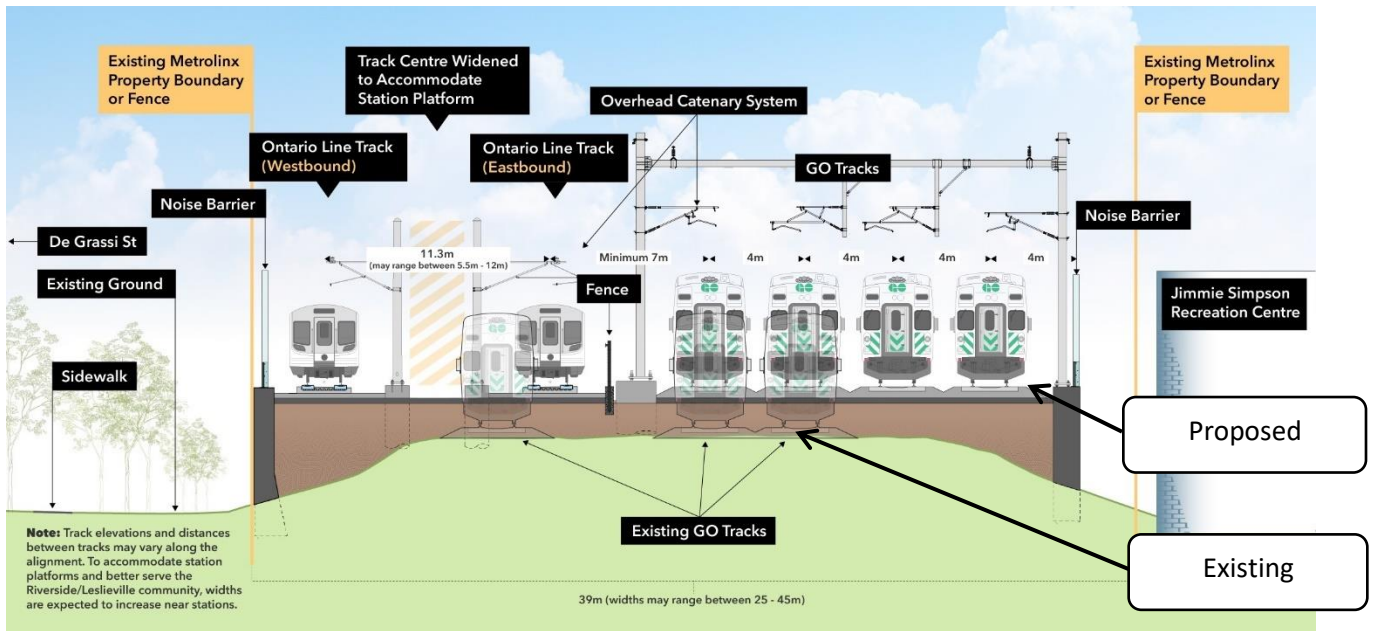 Existing Metrolinx
Property Boundary
or Fence
Track Centre Widened
to Accommodate
Station Platform
Overhead Catenary System
Existing Metrolinx
Property Boundary
or Fence
Ontario Line Track
(Westbound)
Ontario Line Track
(Eastbound)
GO Tracks
Noise Barrier
Noise Barrier
De Grassi St
11.3m
(may range between 5.5m - 12m)
Minimum 7m
4m
4m
4m
4m
Existing Ground
Fence
Jimmie Simpson
Recreation Centre
GO
GO
GO
GO
GO
Sidewalk
Proposed
Existing GO Tracks
Note: Track elevations and distances
between tracks may vary along the
alignment. To accommodate station
platforms and better serve the
Riverside/Leslieville community, widths
are expected to increase near stations.
Existing
39m (widths may range between 25 - 45m)